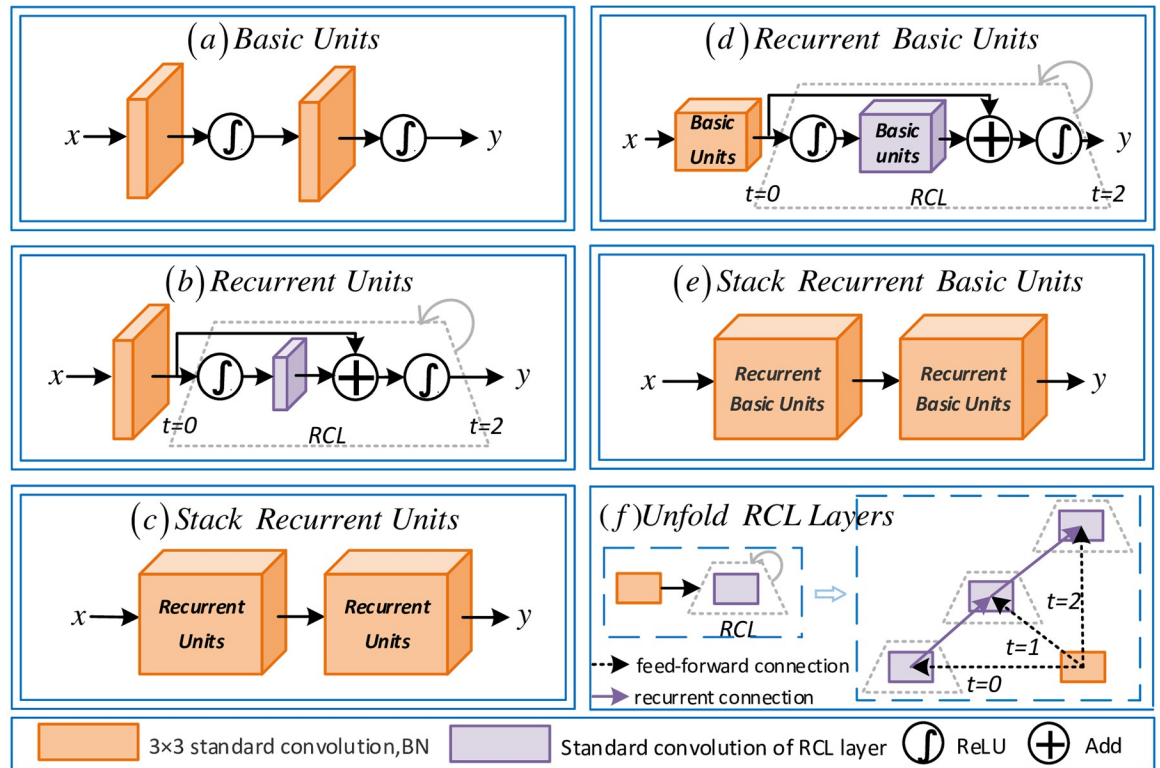 (a) Basic Units
x
y
(b) Recurrent Units
x
y
t=0
t=2
RCL
(c) Stack Recurrent Units
x
Recurrent
Units
Recurrent
Units
y
(d) Recurrent Basic Units
x
Basic
Units
Basic
units
y
t=0
RCL
t=2
(e) Stack Recurrent Basic Units
x
Recurrent
Basic Units
Recurrent
Basic Units
y
(f) Unfold RCL Layers
RCL
feed-forward connection
recurrent connection
t=2
t=1
t=0
3×3 standard convolution,BN
Standard convolution of RCL layer
ReLU
Add